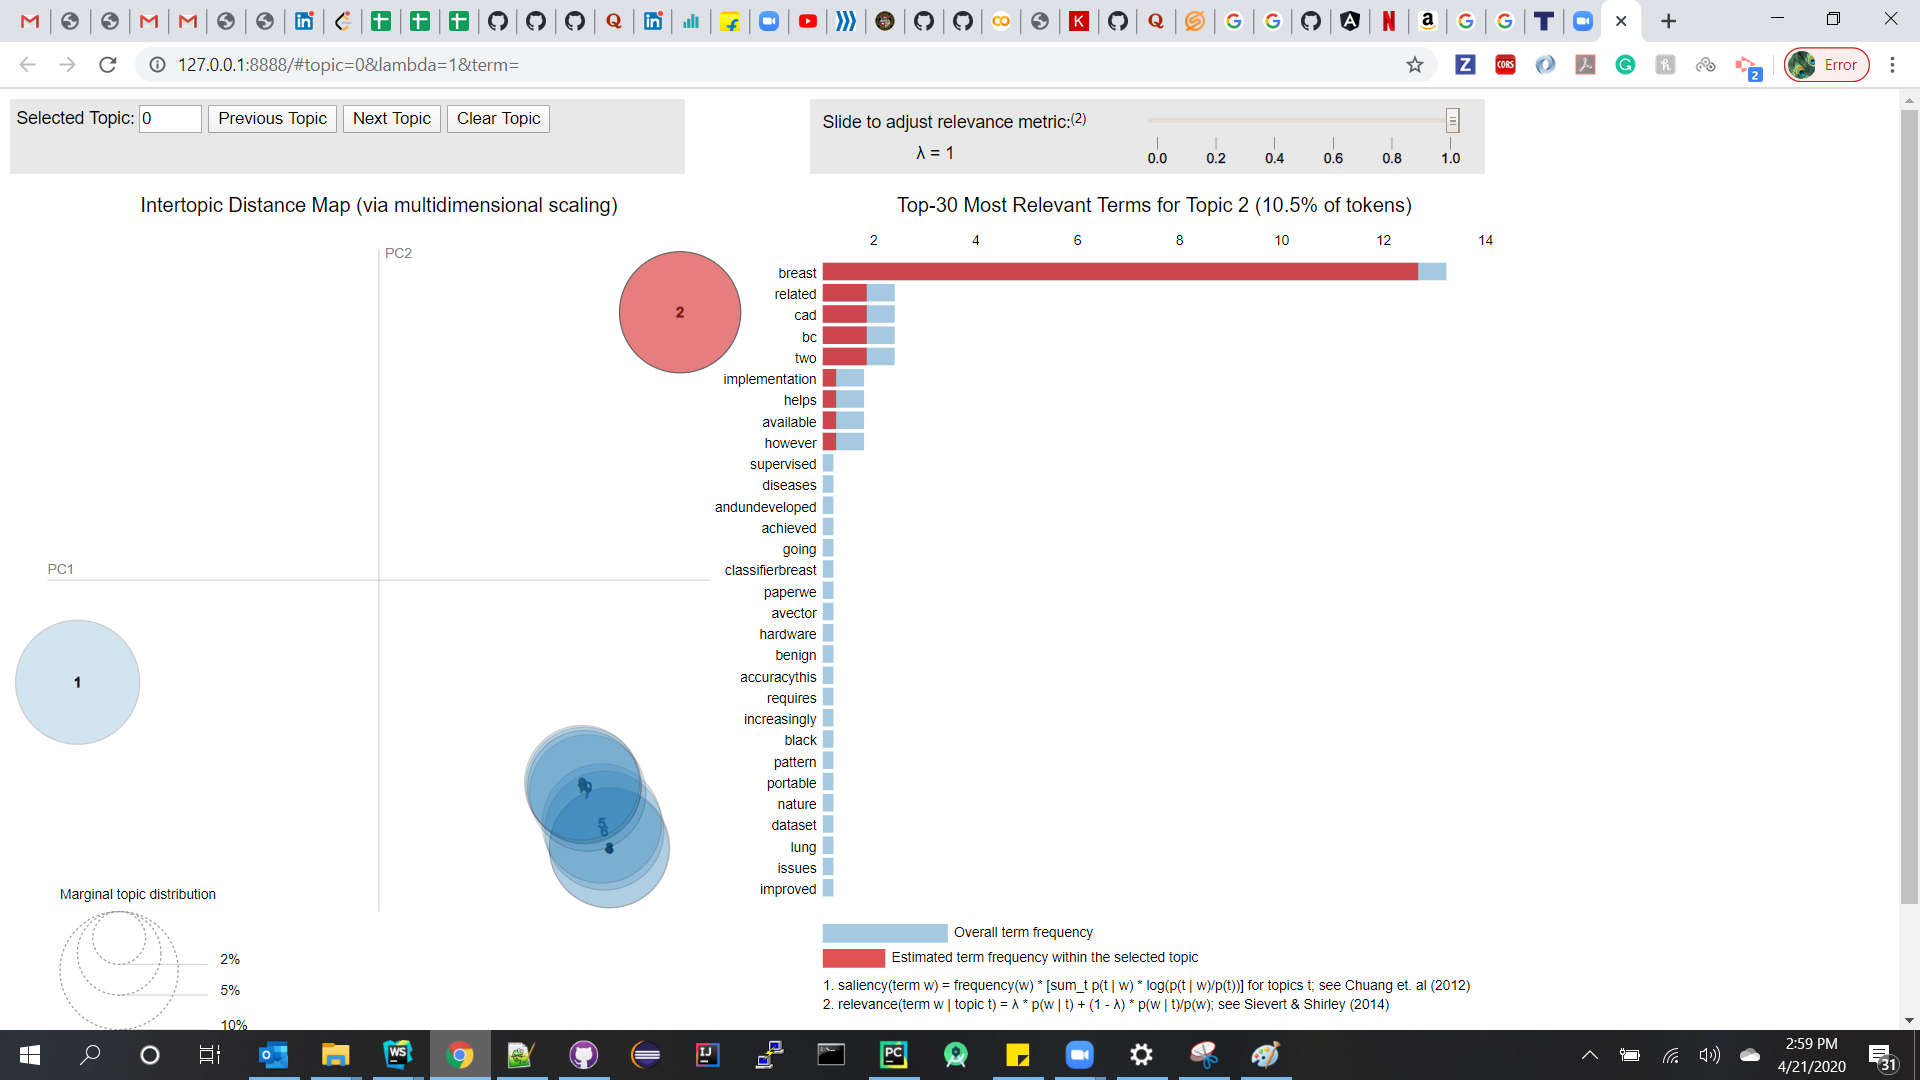 127.0.0.1:8888/#topic=0&lambda=1&term=
Error
Selected Topic: 0 Previous Topic Next Topic Clear Topic
Slide to adjust relevance metric:(2)
λ = 1
0.0 0.2 0.4 0.6 0.8 1.0
Intertopic Distance Map (via multidimensional scaling)
PC2
PC1
2
1
5
6
Marginal topic distribution
2%
5%
10%
Top-30 Most Relevant Terms for Topic 2 (10.5% of tokens)
2 4 6 8 10 12 14
breast
related
cad
bc
two
implementation
helps
available
however
supervised
diseases
andundeveloped
achieved
going
classifierbreast
paperwe
avector
hardware
benign
accuracythis
requires
increasingly
black
pattern
portable
nature
dataset
lung
issues
improved
Overall term frequency
Estimated term frequency within the selected topic
1. saliency(term w) = frequency(w) * [sum_t p(t | w) * log(p(t | w)/p(t))] for topics t; see Chuang et. al (2012)
2. relevance(term w | topic t) = λ * p(w | t) + (1 - λ) * p(w | t)/p(w); see Sievert & Shirley (2014)
2:59 PM
4/21/2020
31